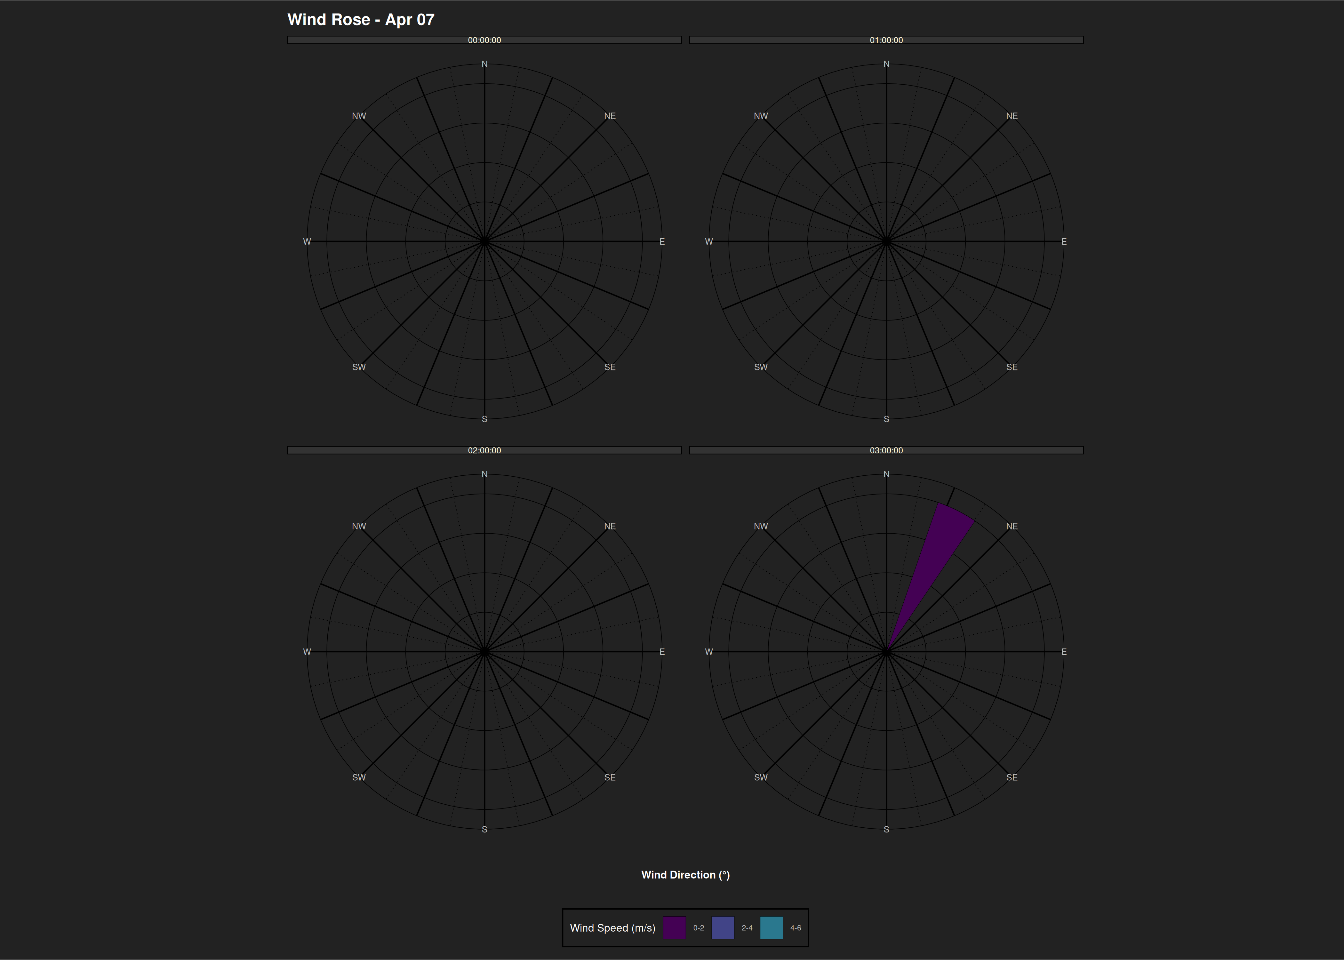 Wind Rose - Apr 07
00:00:00
01:00:00
N
N
NW
NE
NW
NE
W
E
W
E
SW
SE
SW
SE
S
S
02:00:00
03:00:00
N
N
NW
NE
NW
NE
W
E
W
E
SW
SE
SW
SE
S
S
Wind Direction (°)
Wind Speed (m/s) 0-2 2-4 4-6